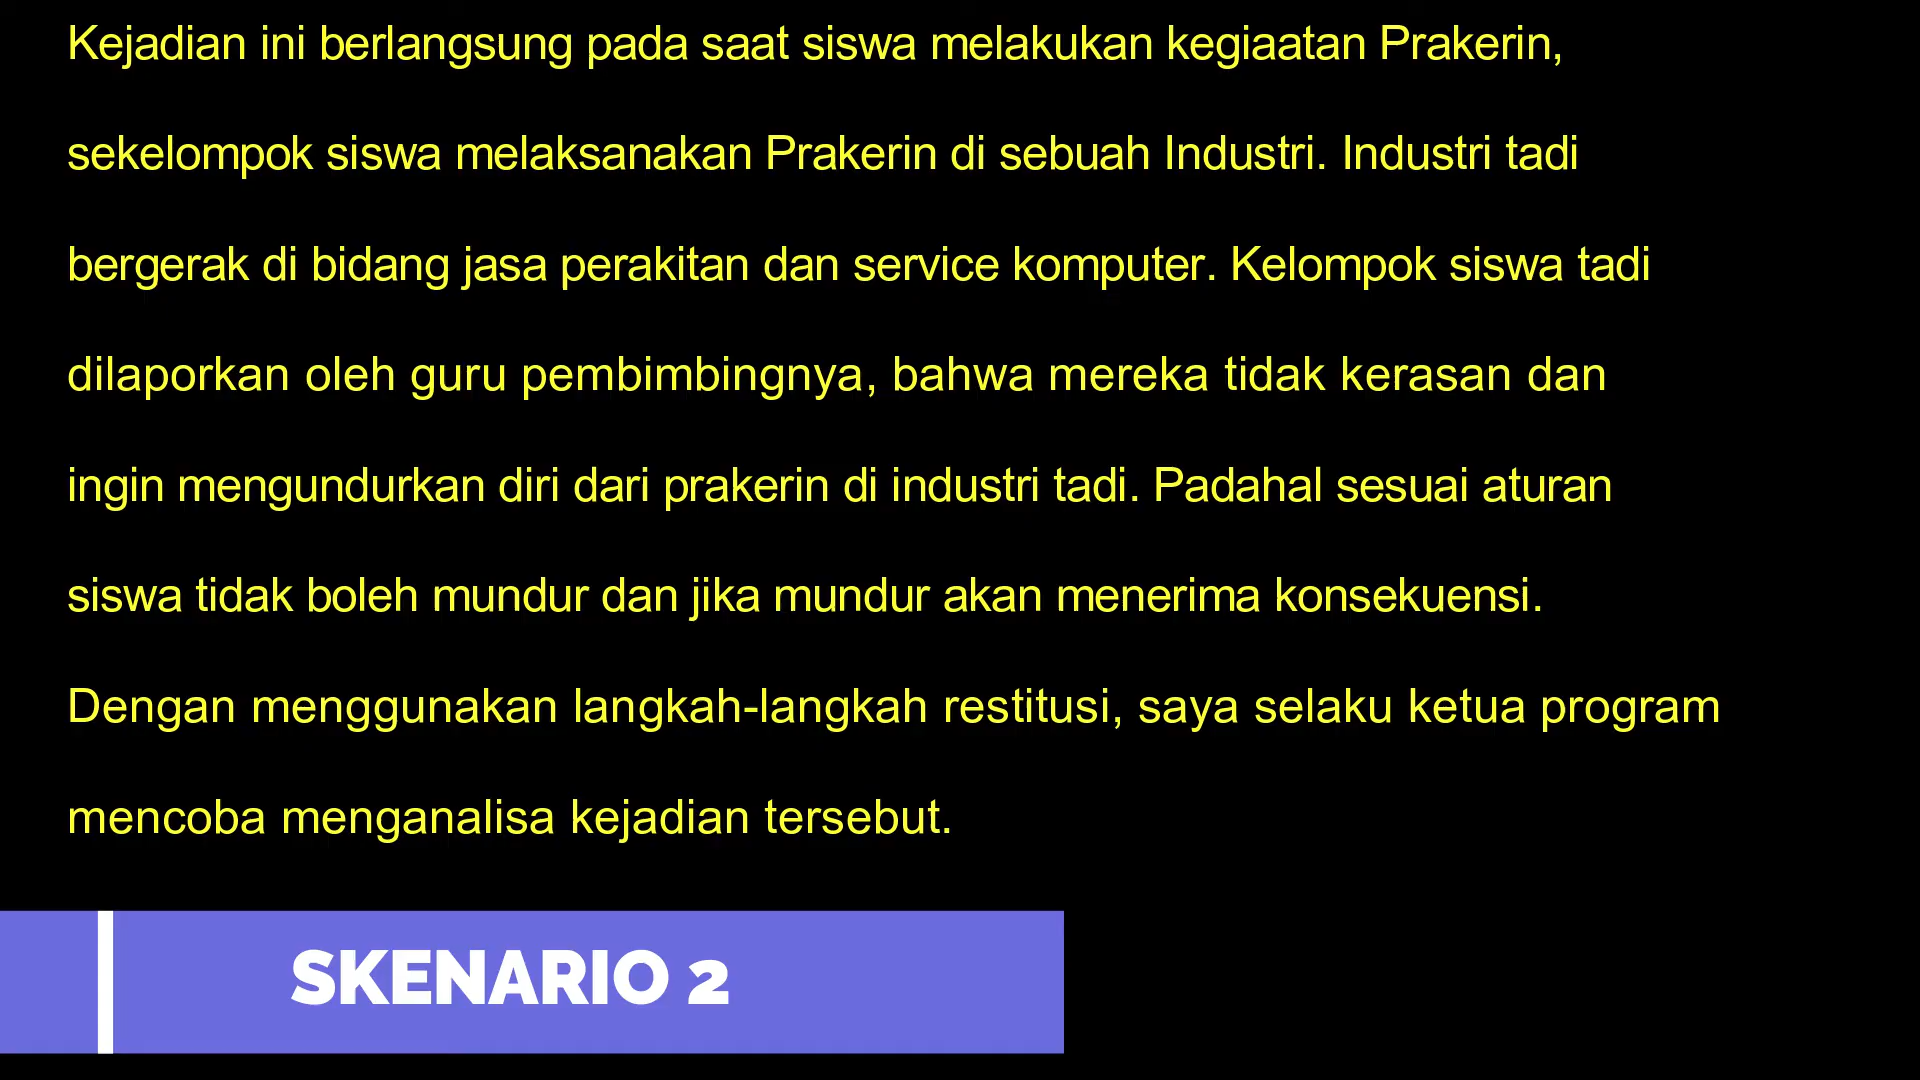 Kejadian ini berlangsung pada saat siswa melakukan kegiaatan Prakerin,
sekelompok siswa melaksanakan Prakerin di sebuah Industri. Industri tadi
bergerak di bidang jasa perakitan dan service komputer. Kelompok siswa tadi
dilaporkan oleh guru pembimbingnya, bahwa mereka tidak kerasan dan
ingin mengundurkan diri dari prakerin di industri tadi. Padahal sesuai aturan
siswa tidak boleh mundur dan jika mundur akan menerima konsekuensi.
Dengan menggunakan langkah-langkah restitusi, saya selaku ketua program
mencoba menganalisa kejadian tersebut.
SKENARIO 2